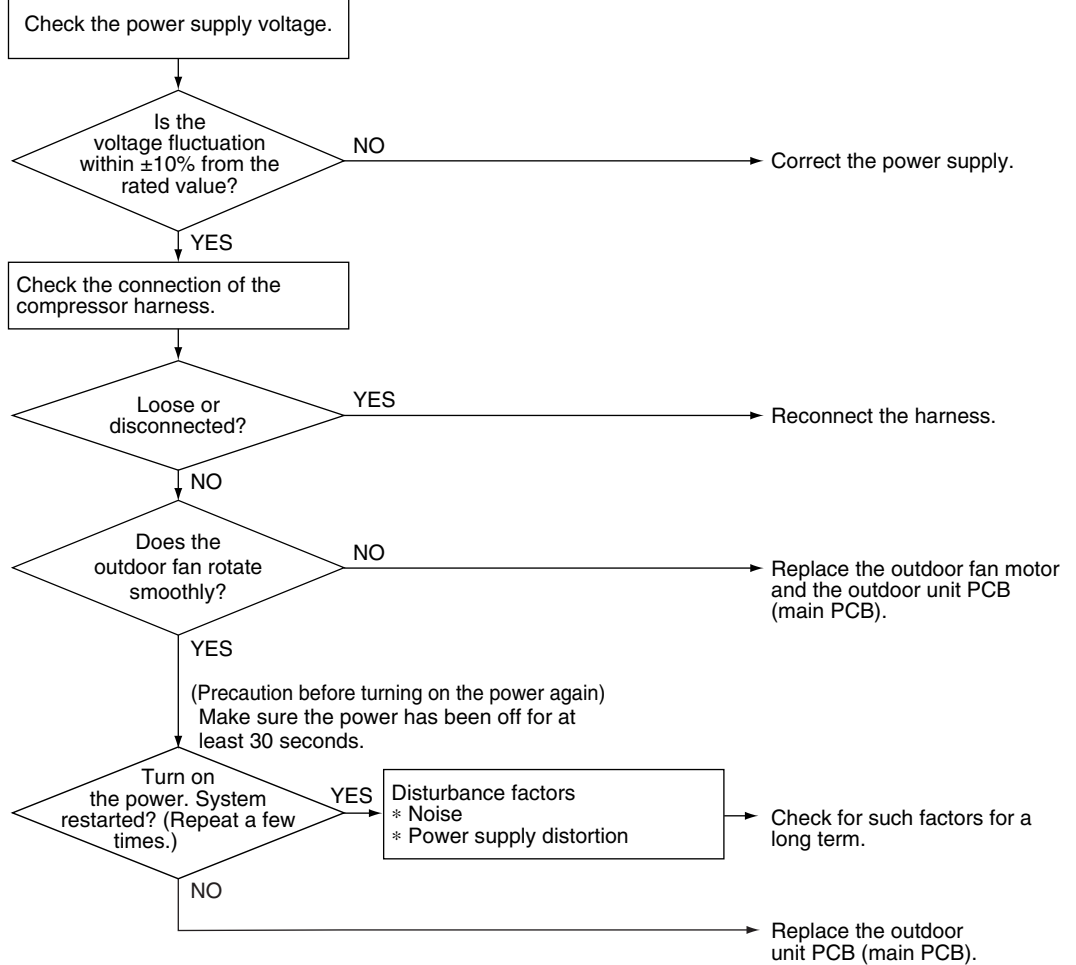 Check the power supply voltage.
Is the
voltage fluctuation
within ±10% from the
rated value?
NO
Correct the power supply.
YES
Check the connection of the
compressor harness.
Loose or
disconnected?
YES
Reconnect the harness.
NO
Does the
outdoor fan rotate
smoothly?
NO
Replace the outdoor fan motor
and the outdoor unit PCB
(main PCB).
YES
(Precaution before turning on the power again)
Make sure the power has been off for at
least 30 seconds.
Turn on
the power. System
restarted? (Repeat a few
times.)
YES
Disturbance factors
∗ Noise
∗ Power supply distortion
Check for such factors for a
long term.
NO
Replace the outdoor
unit PCB (main PCB).